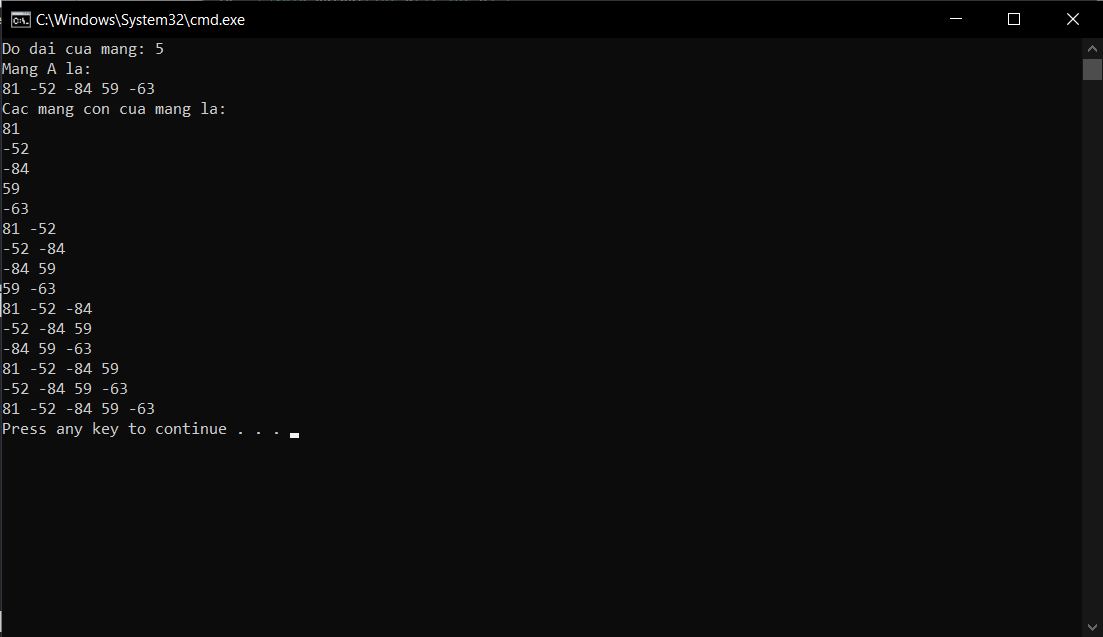 C:\Windows\System32\cmd.exe
Do dai cua mang: 5
Mang A la:
81 -52 -84 59 -63
Cac mang con cua mang la:
81
-52
-84
59
-63
81 -52
-52 -84
-84 59
59 -63
81 -52 -84
-52 -84 59
-84 59 -63
81 -52 -84 59
-52 -84 59 -63
81 -52 -84 59 -63
Press any key to continue . . .